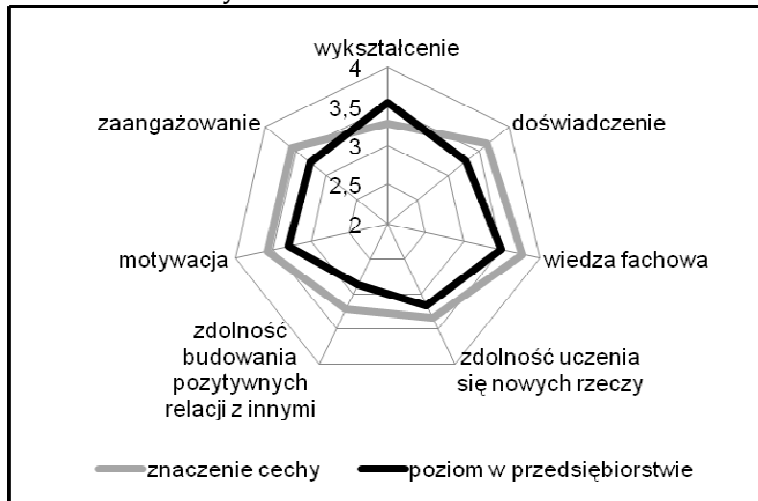 wykształcenie
4
3,5
3
2,5
2
zaangażowanie
doświadczenie
motywacja
wiedza fachowa
zdolność
budowania
pozytywnych
relacji z innymi
zdolność uczenia
się nowych rzeczy
znaczenie cechy
poziom w przedsiębiorstwie